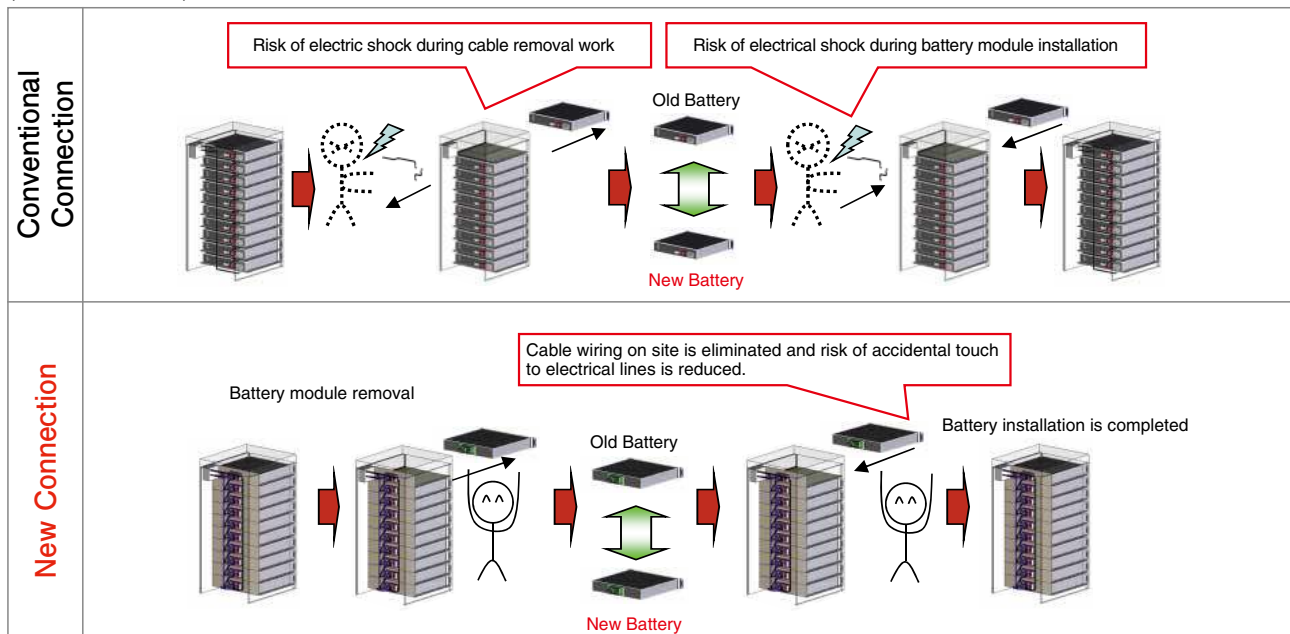 Conventional
Connection
Risk of electric shock during cable removal work
Risk of electrical shock during battery module installation
Old Battery
New Battery
New Connection
Battery module removal
Cable wiring on site is eliminated and risk of accidental touch
to electrical lines is reduced.
Old Battery
Battery installation is completed
New Battery